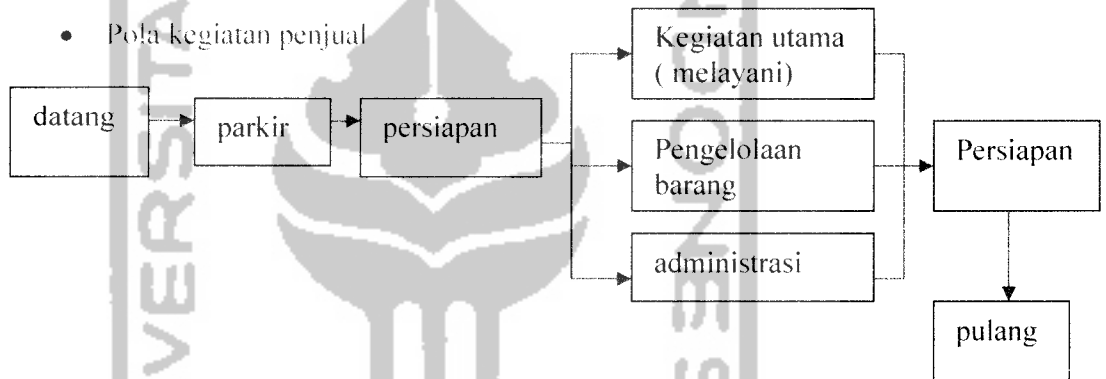 • Pola kegiatan penjual
datang
parkir
persiapan
Kegiatan utama
( melayani)
Pengelolaan
barang
administrasi
Persiapan
pulang